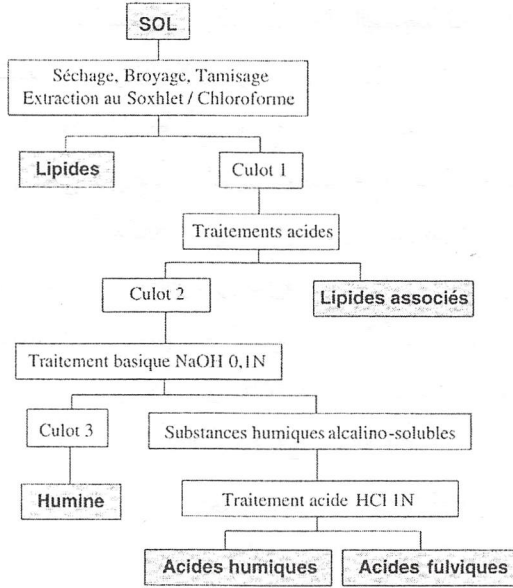 SOL
Séchage, Broyage, Tamisage
Extraction au Soxhlet / Chloroforme
Lipides
Culot 1
Traitements acides
Culot 2
Lipides associés
Traitement basique NaOH 0,1N
Culot 3
Substances humiques alcalino-solubles
Humine
Traitement acide HCl 1N
Acides humiques
Acides fulviques